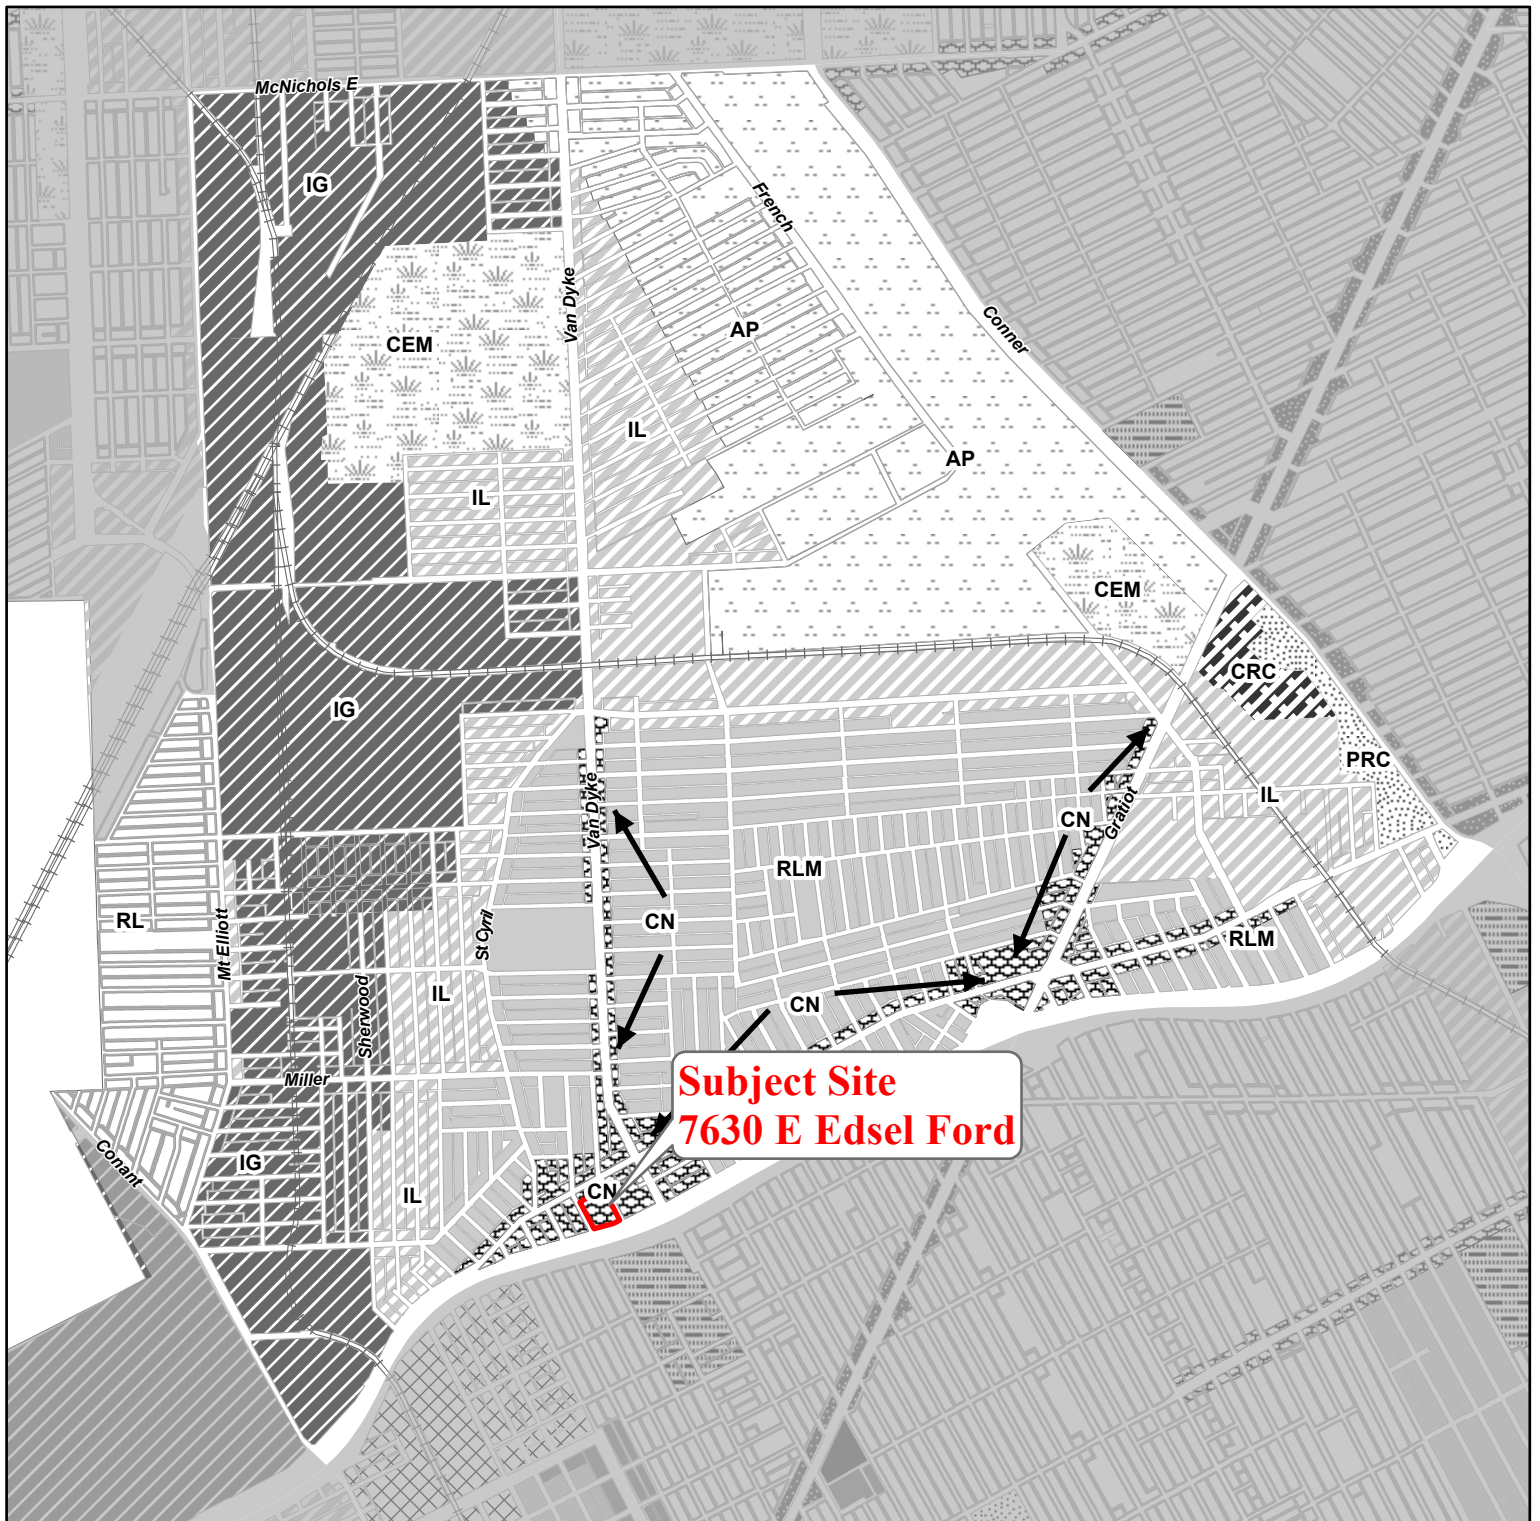 McNichols E
IG
French
Van Dyke
CEM
AP
Conner
IL
AP
IL
CEM
CRC
IG
PRC
Van Dyke
IL
CN
Gratiot
RLM
RL
CN
St Cyril
Mt Elliott
RLM
IL
CN
Sherwood
Miller
Subject Site
7630 E Edsel Ford
Conant
IG
IL
CN